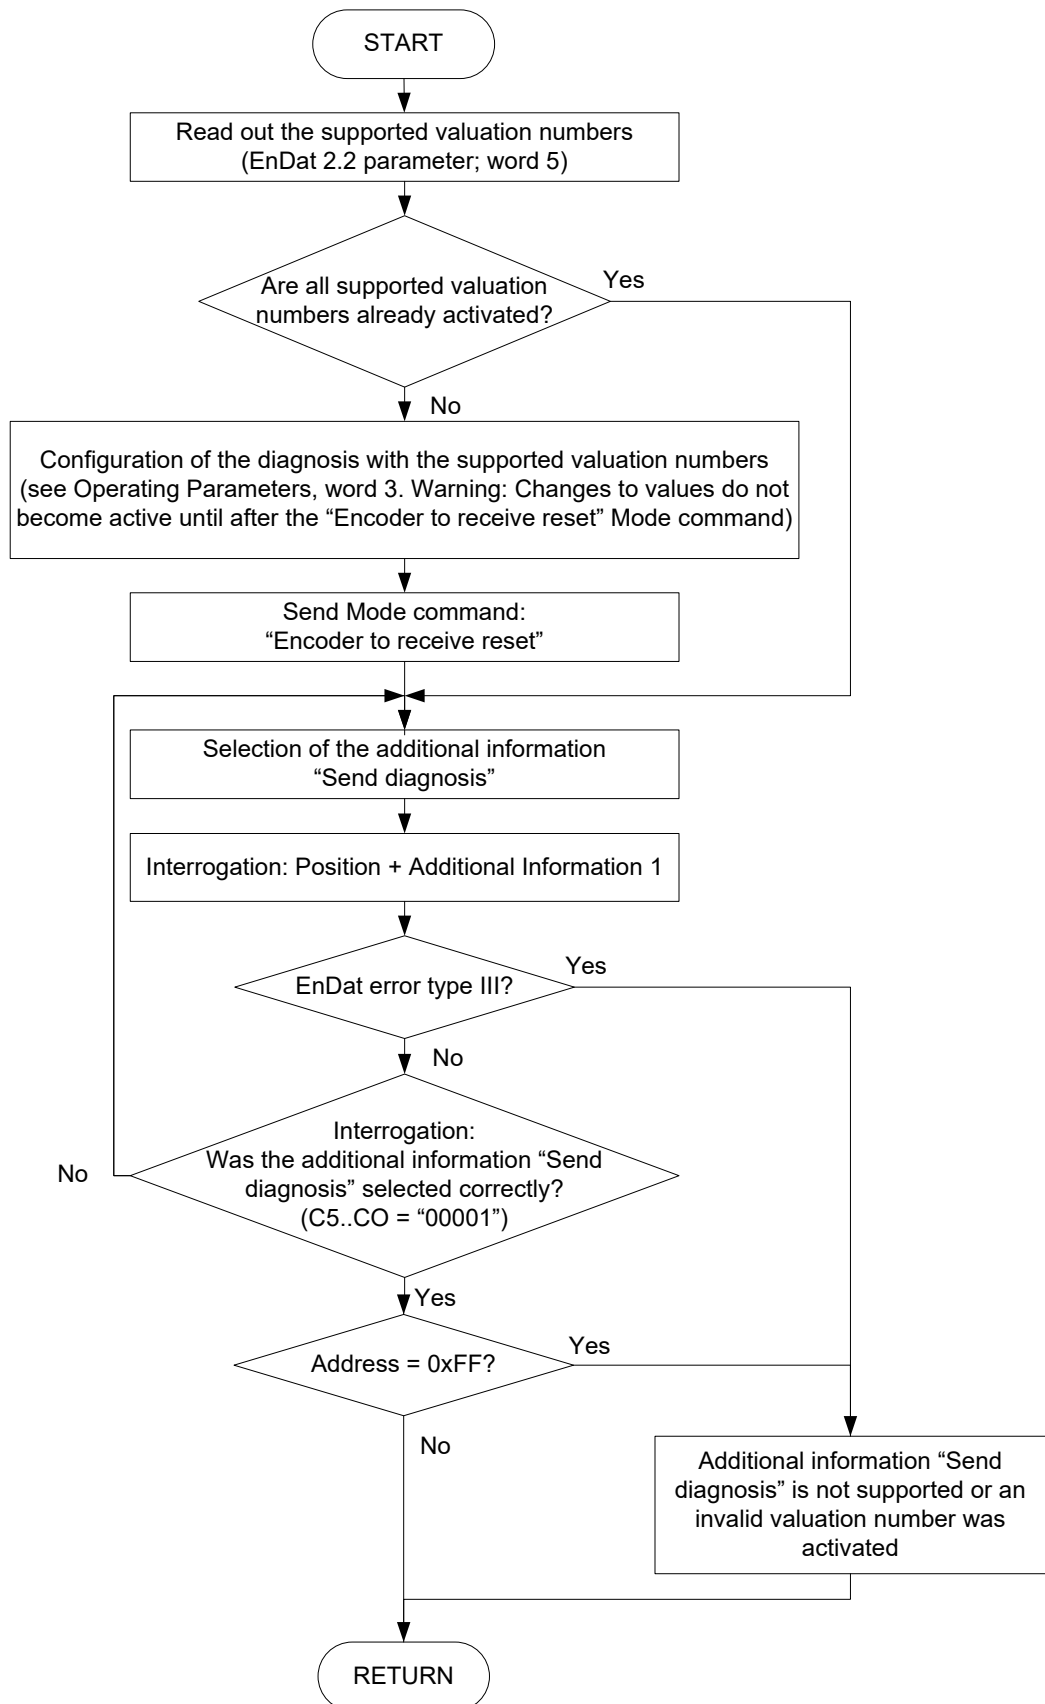 START
Read out the supported valuation numbers
(EnDat 2.2 parameter; word 5)
Are all supported valuation
numbers already activated?
Yes
No
Configuration of the diagnosis with the supported valuation numbers
(see Operating Parameters, word 3. Warning: Changes to values do not
become active until after the “Encoder to receive reset” Mode command)
Send Mode command:
“Encoder to receive reset”
Selection of the additional information
“Send diagnosis”
Interrogation: Position + Additional Information 1
EnDat error type III?
Yes
No
Interrogation:
Was the additional information “Send
diagnosis” selected correctly?
(C5..CO = “00001”)
No
Yes
Address = 0xFF?
Yes
No
Additional information “Send
diagnosis” is not supported or an
invalid valuation number was
activated
RETURN